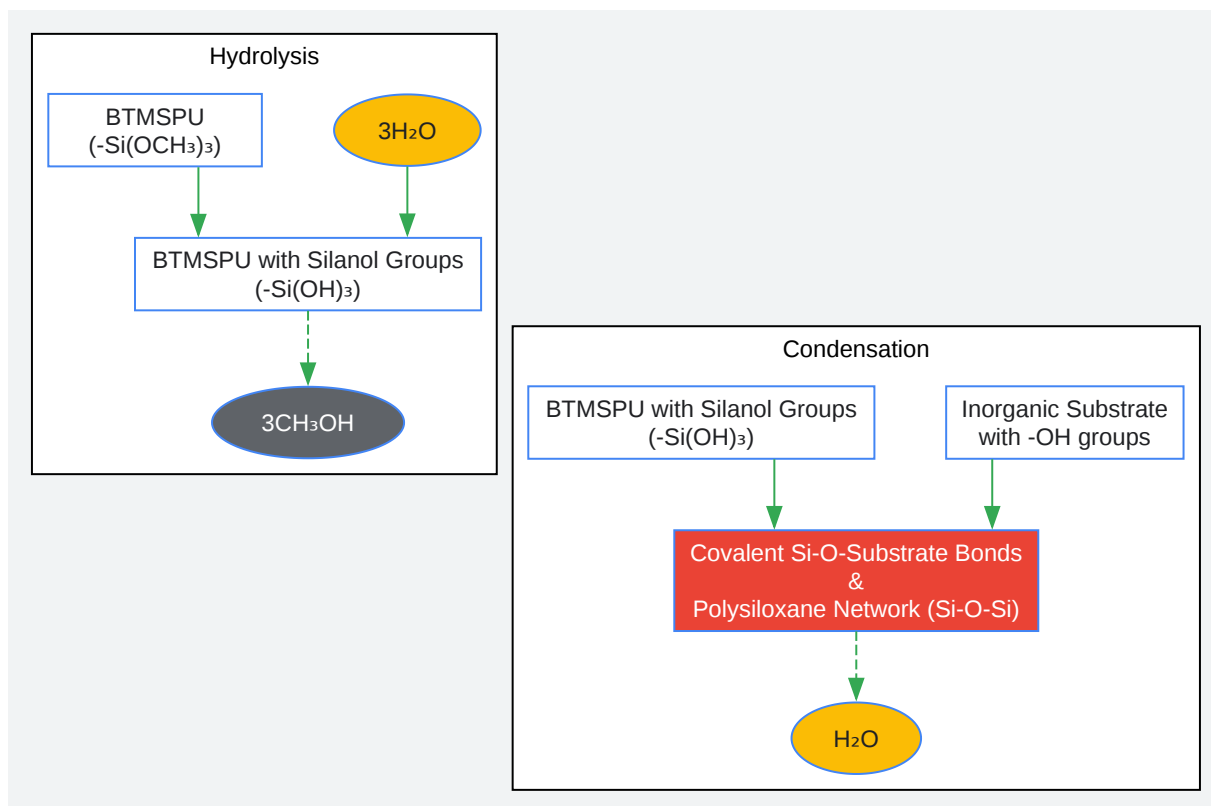 Hydrolysis
BTMSPU
(-Si(OCH₃)₃)
3H₂O
BTMSPU with Silanol Groups
(-Si(OH)₃)
3CH₃OH
Condensation
BTMSPU with Silanol Groups
(-Si(OH)₃)
Inorganic Substrate
with -OH groups
Covalent Si-O-Substrate Bonds
&
Polysiloxane Network (Si-O-Si)
H₂O